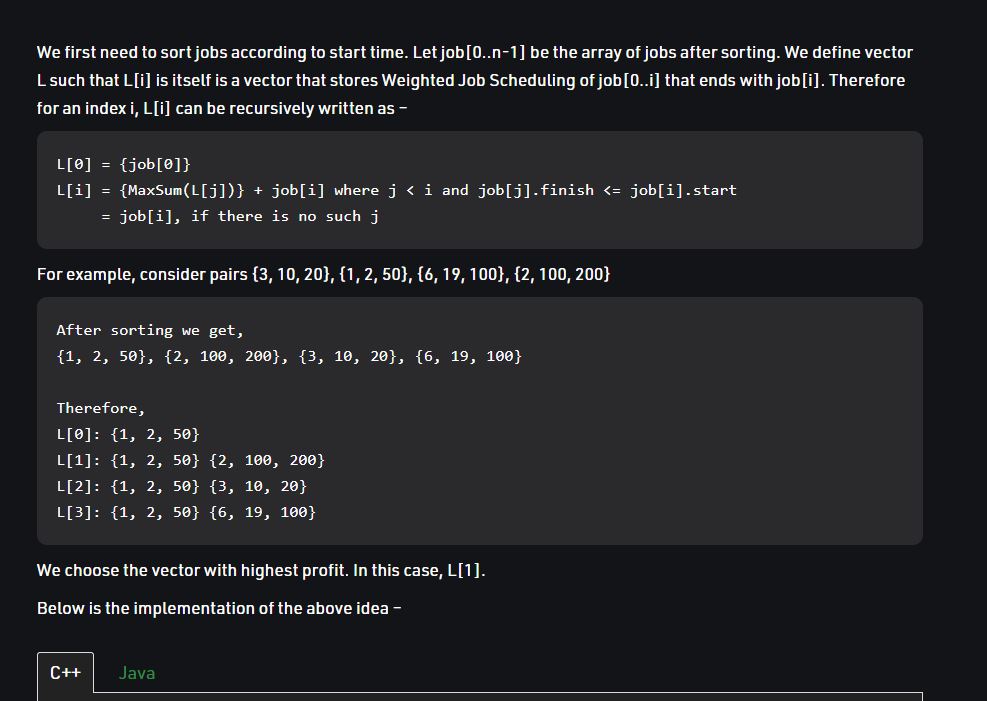 We first need to sort jobs according to start time. Let job[0..n-1] be the array of jobs after sorting. We define vector
L such that L[i] is itself is a vector that stores Weighted Job Scheduling of job[0..i] that ends with job[i]. Therefore
for an index i, L[i] can be recursively written as –
L[0] = {job[0]}
L[i] = {MaxSum(L[j])} + job[i] where j < i and job[j].finish <= job[i].start
     = job[i], if there is no such j
For example, consider pairs {3, 10, 20}, {1, 2, 50}, {6, 19, 100}, {2, 100, 200}
After sorting we get,
{1, 2, 50}, {2, 100, 200}, {3, 10, 20}, {6, 19, 100}
Therefore,
L[0]: {1, 2, 50}
L[1]: {1, 2, 50} {2, 100, 200}
L[2]: {1, 2, 50} {3, 10, 20}
L[3]: {1, 2, 50} {6, 19, 100}
We choose the vector with highest profit. In this case, L[1].
Below is the implementation of the above idea –
C++ Java